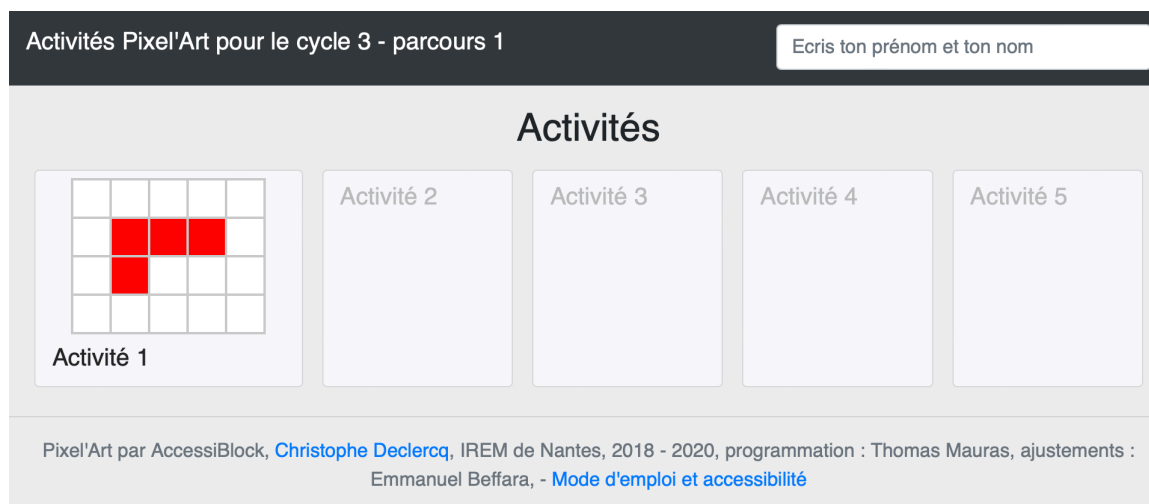 Activités Pixel'Art pour le cycle 3 - parcours 1
Ecris ton prénom et ton nom
Activités
Activité 1
Activité 2
Activité 3
Activité 4
Activité 5
Pixel'Art par AccessiBlock, Christophe Declercq, IREM de Nantes, 2018 - 2020, programmation : Thomas Mauras, ajustements :
Emmanuel Beffara, - Mode d'emploi et accessibilité